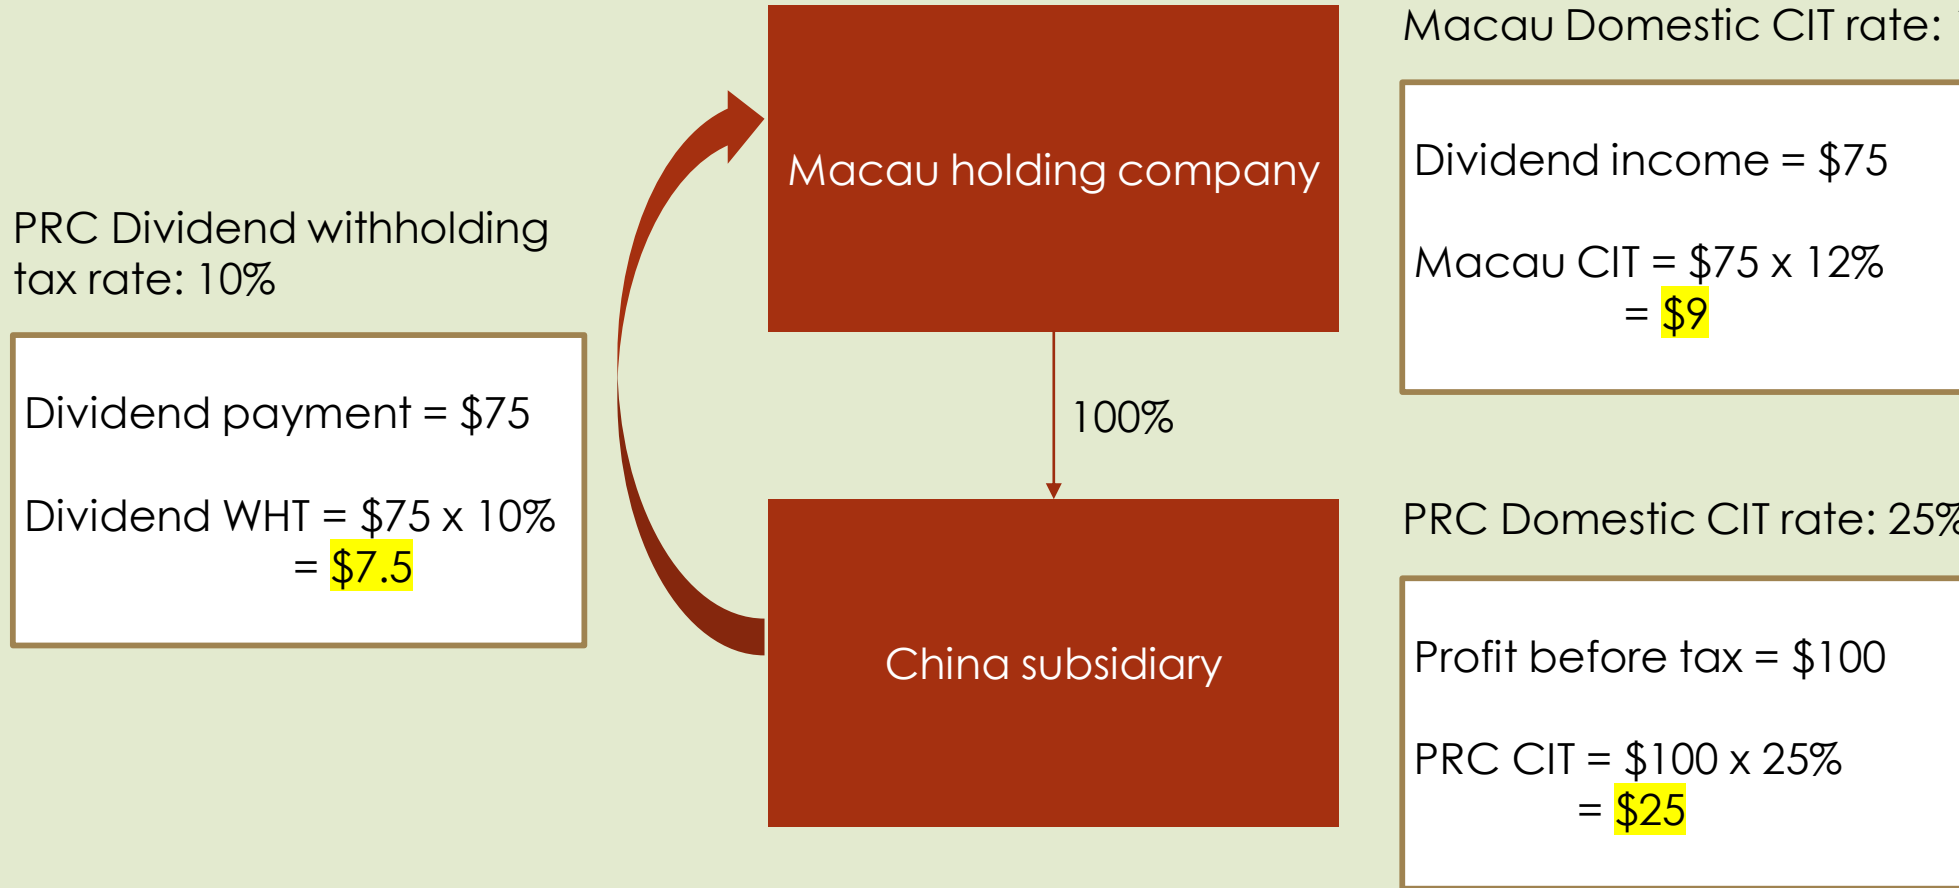 PRC Dividend withholding
tax rate: 10%
Dividend payment = $75
Dividend WHT = $75 x 10%
= $7.5
Macau holding company
100%
China subsidiary
Macau Domestic CIT rate:
Dividend income = $75
Macau CIT = $75 x 12%
= $9
PRC Domestic CIT rate: 25%
Profit before tax = $100
PRC CIT = $100 x 25%
= $25